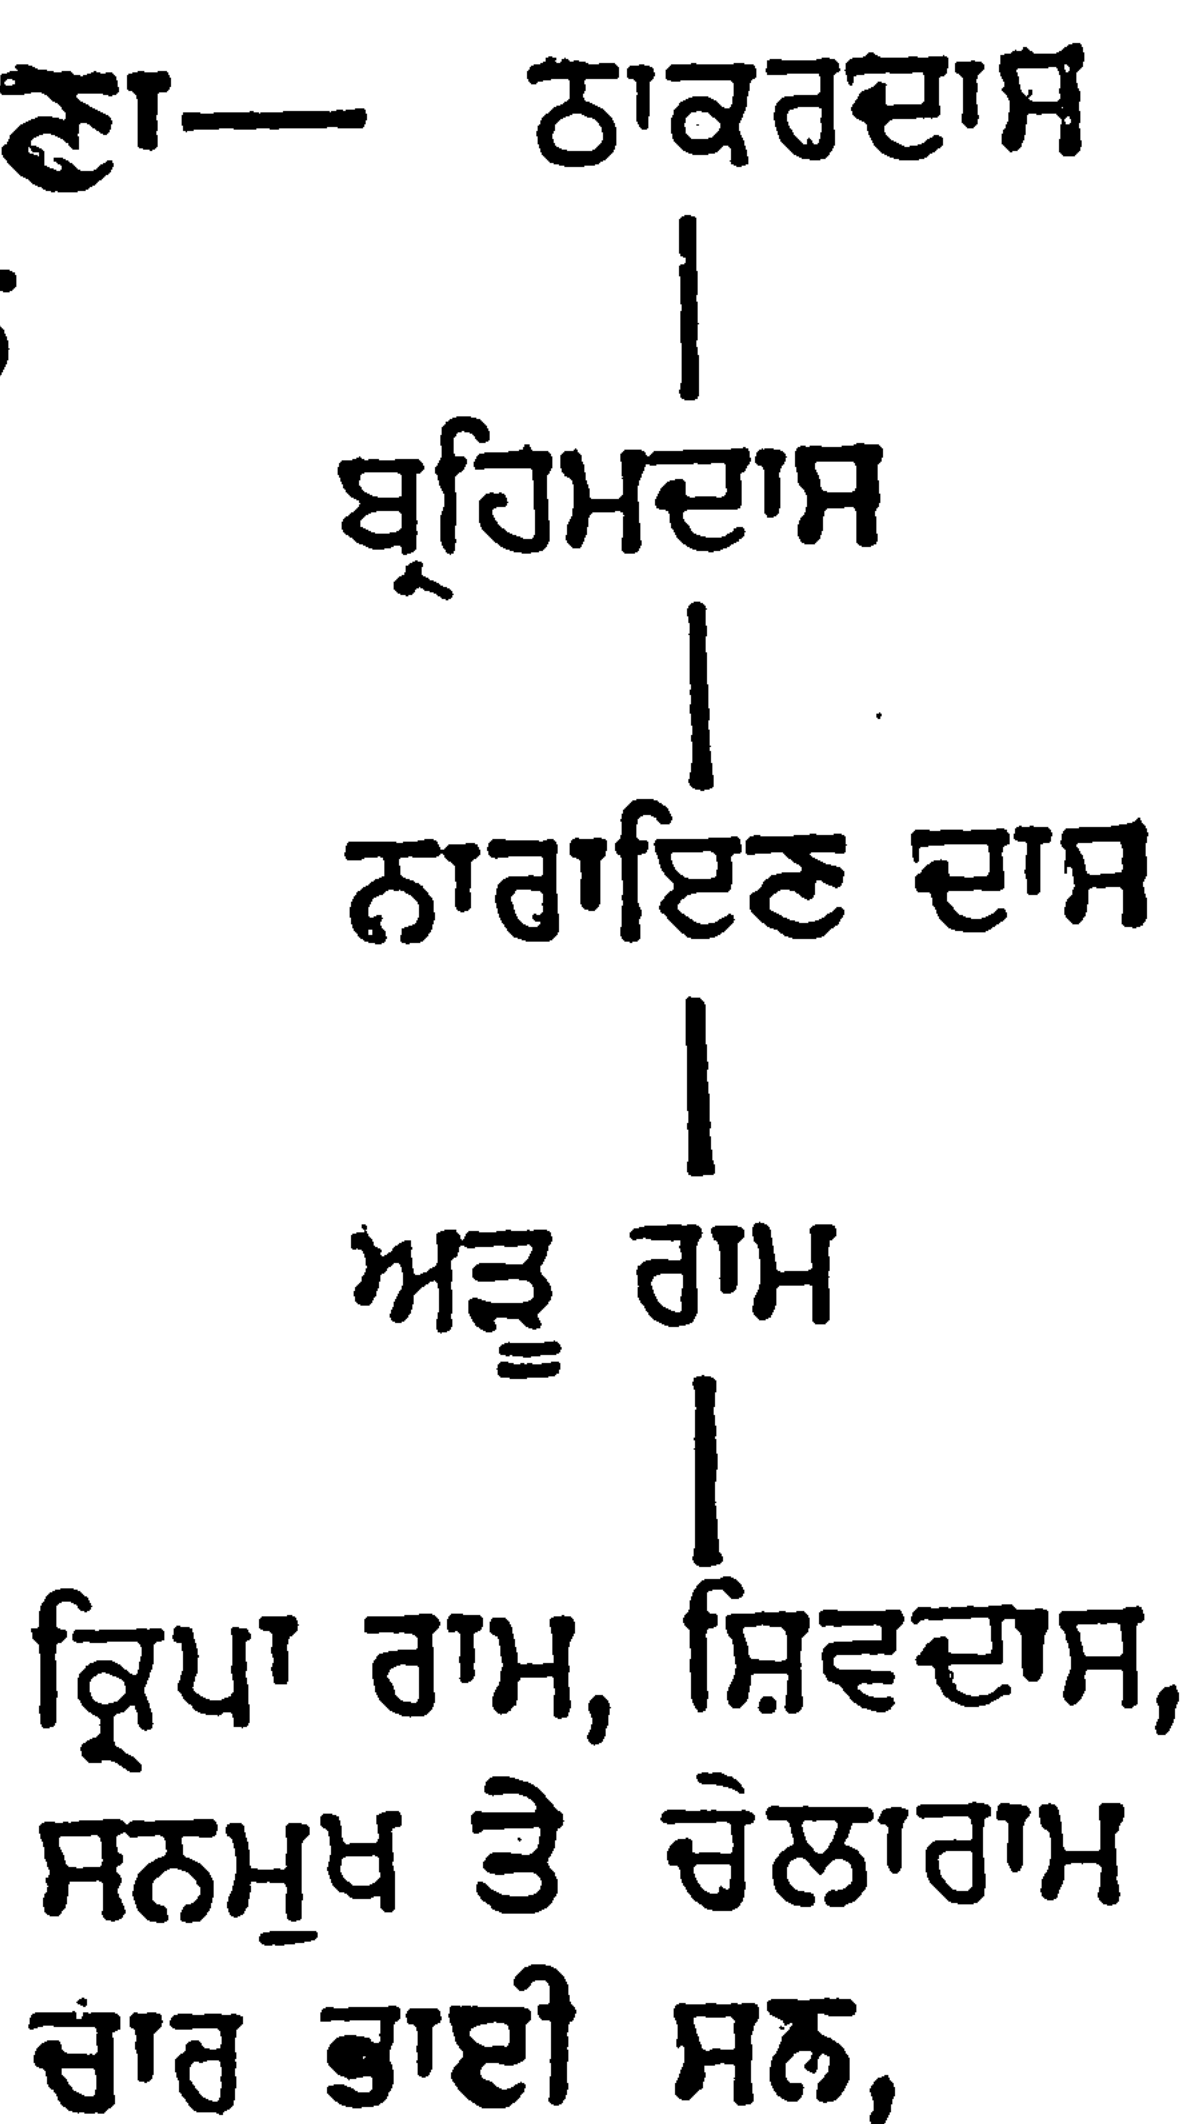 ਠਾਕਰਦਾਸ
ਬ੍ਰਹਿਮਦਾਸ
ਨਾਰਾਇਣ ਦਾਸ
ਅੜੂ ਰਾਮ
ਕ੍ਰਿਪਾ ਰਾਮ, ਸ਼ਿਵਦਾਸ,
ਸਨਮੁਖ ਤੇ ਚੇਲਾਰਾਮ
ਚਾਰ ਭਾਈ ਸਨ,